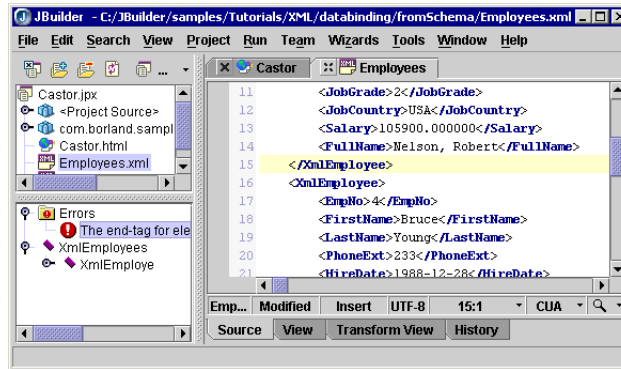 JBuilder - C:/JBuilder/samples/Tutorials/XML/databinding/fromSchema/Employees.xml
File Edit Search View Project Run Team Wizards Tools Window Help
Castor Employees
Castor.jpx
<Project Source>
com.borland.sampl
Castor.html
Employees.xml
Errors
The end-tag for ele
XmlEmployees
XmlEmploye
11 <JobGrade>2</JobGrade>
12 <JobCountry>USA</JobCountry>
13 <Salary>105900.000000</Salary>
14 <FullName>Nelson, Robert</FullName>
15 </XmlEmployee>
16 <XmlEmployee>
17 <EmpNo>4</EmpNo>
18 <FirstName>Bruce</FirstName>
19 <LastName>Young</LastName>
20 <PhoneExt>233</PhoneExt>
21 <HireDate>1988-12-28</HireDate>
Emp... Modified Insert UTF-8 15:1 CUA
Source View Transform View History